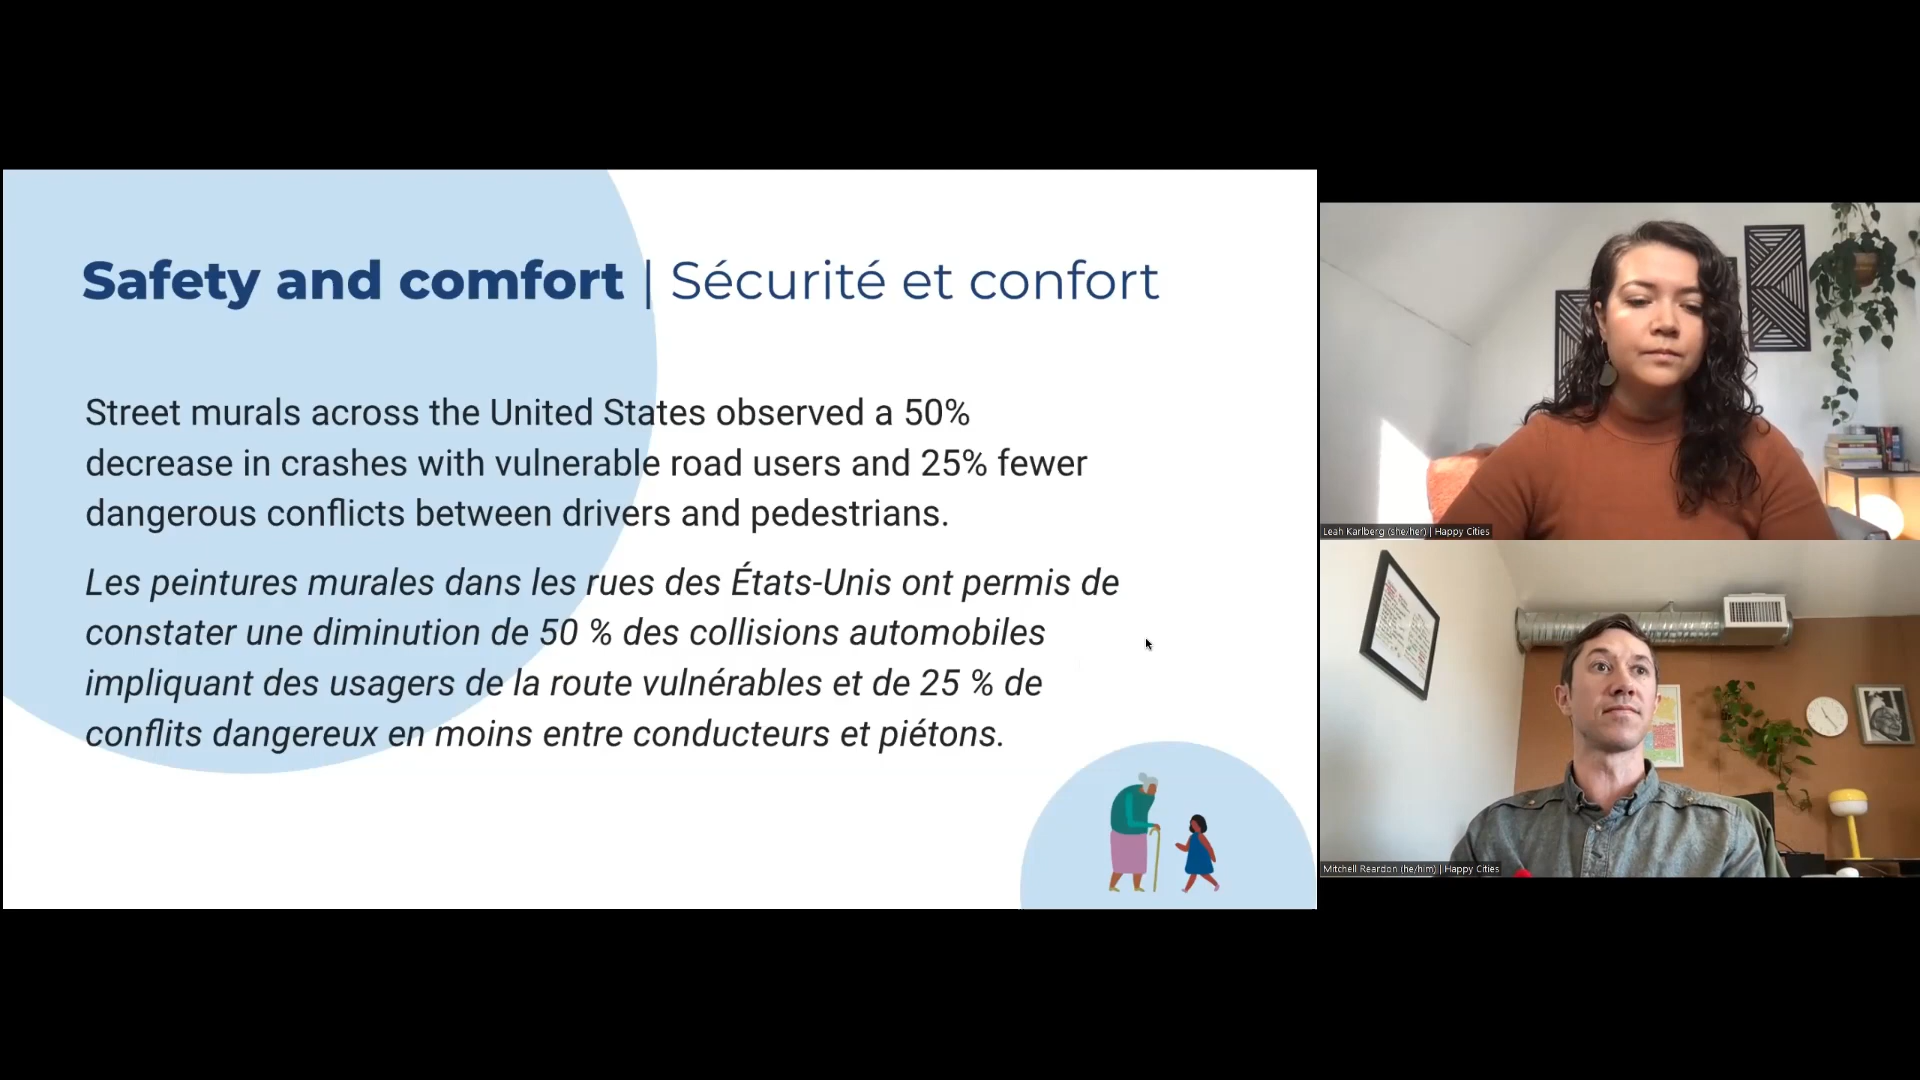 Safety and comfort | Sécurité et confort
Street murals across the United States observed a 50%
decrease in crashes with vulnerable road users and 25% fewer
dangerous conflicts between drivers and pedestrians.
Les peintures murales dans les rues des États-Unis ont permis de
constater une diminution de 50 % des collisions automobiles
impliquant des usagers de la route vulnérables et de 25 % de
conflits dangereux en moins entre conducteurs et piétons.
Leah Karlberg (she/her) | Happy Cities
Mitchell Reardon (he/him) | Happy Cities